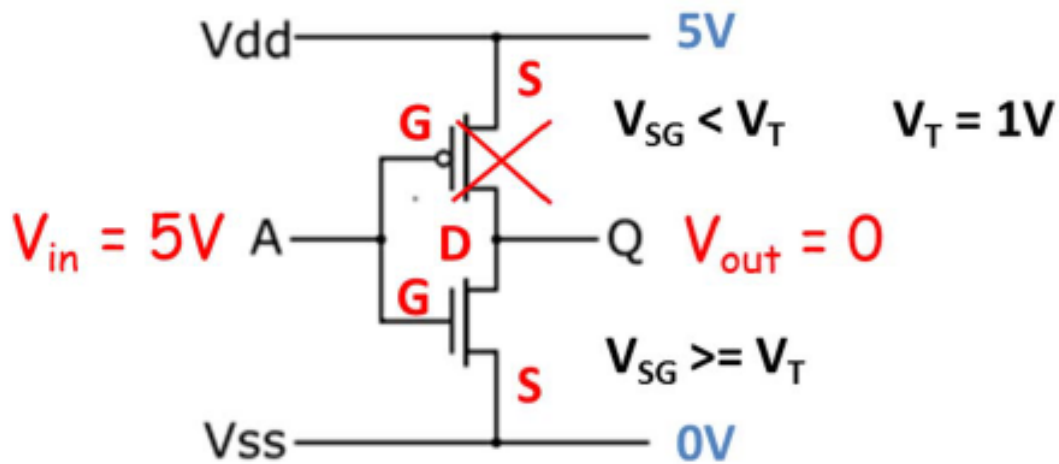 Vdd 5V
S
G V_SG < V_T V_T = 1V
V_in = 5V A D Q V_out = 0
G
V_SG >= V_T
S
Vss 0V